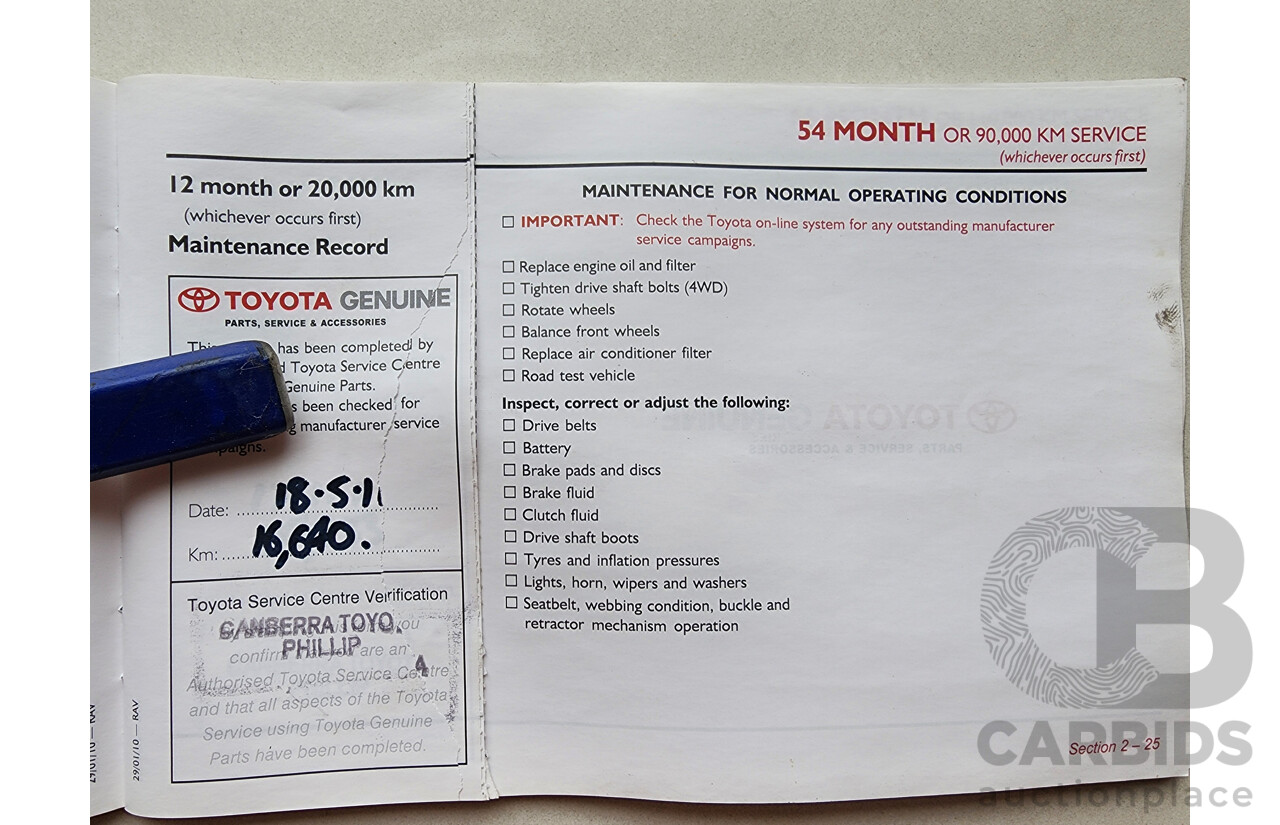 12 month or 20,000 km
(whichever occurs first)
Maintenance Record
TOYOTA GENUINE
PARTS, SERVICE & ACCESSORIES
has been completed by
Toyota Service Centre
Genuine Parts.
been checked for
manufacturer service
Date: 18.5.11
Km: 16,640.
Toyota Service Centre Verification
CANBERRA TOYO.
PHILLIP
you
confirm that you are an
Authorised Toyota Service Centre
and that all aspects of the Toyota
Service using Toyota Genuine
Parts have been completed.
29/01/10 — RAV
54 MONTH OR 90,000 KM SERVICE
(whichever occurs first)
MAINTENANCE FOR NORMAL OPERATING CONDITIONS
IMPORTANT: Check the Toyota on-line system for any outstanding manufacturer
service campaigns.
Replace engine oil and filter
Tighten drive shaft bolts (4WD)
Rotate wheels
Balance front wheels
Replace air conditioner filter
Road test vehicle
Inspect, correct or adjust the following:
Drive belts
Battery
Brake pads and discs
Brake fluid
Clutch fluid
Drive shaft boots
Tyres and inflation pressures
Lights, horn, wipers and washers
Seatbelt, webbing condition, buckle and
retractor mechanism operation
Section 2 – 25
CB
CARBIDS
auctionplace